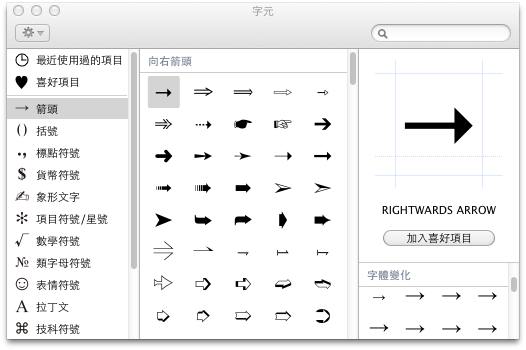 字元
最近使用過的項目
喜好項目
箭頭
括號
標點符號
貨幣符號
象形文字
項目符號/星號
數學符號
類字母符號
表情符號
拉丁文
技科符號
向右箭頭
RIGHTWARDS ARROW
加入喜好項目
字體變化